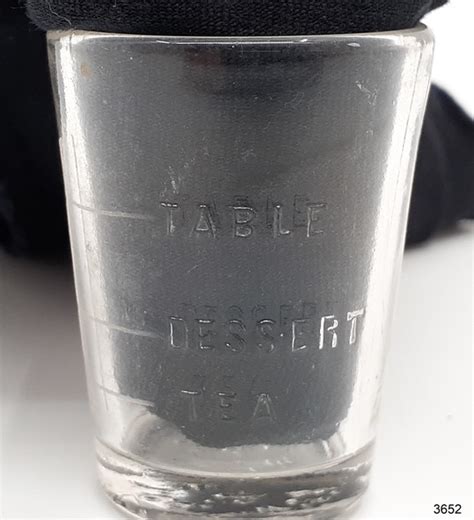 TABLE
DESSERT
TEA
3652